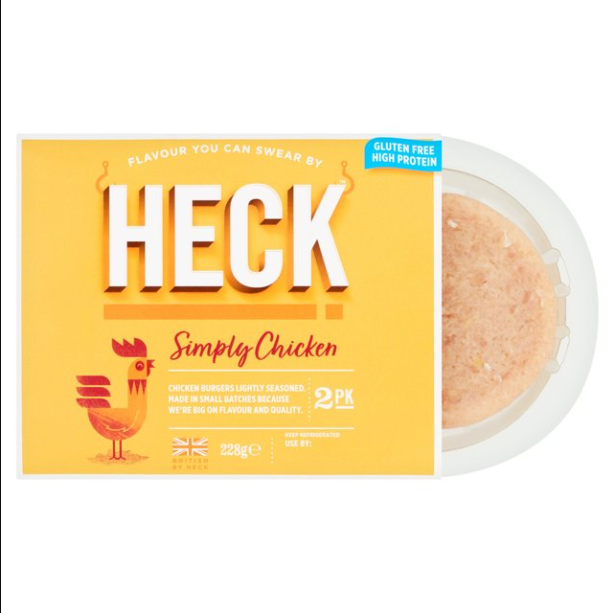 FLAVOUR YOU CAN SWEAR BY
HECK
GLUTEN FREE
HIGH PROTEIN
Simply Chicken
CHICKEN BURGERS LIGHTLY SEASONED.
MADE IN SMALL BATCHES BECAUSE
WE'RE BIG ON FLAVOUR AND QUALITY.
2PK
BRITISH
BY HECK
228g℮
KEEP REFRIGERATED
USE BY: